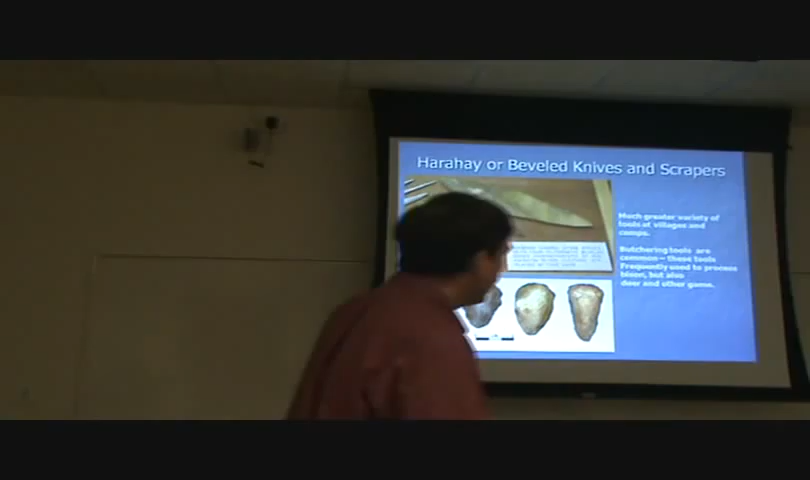 Harahay or Beveled Knives and Scrapers
Much greater variety of
tools of villages and
camps.
Butchering tools are
common – these tools
Frequently used to process
bison, but also
deer and other game.